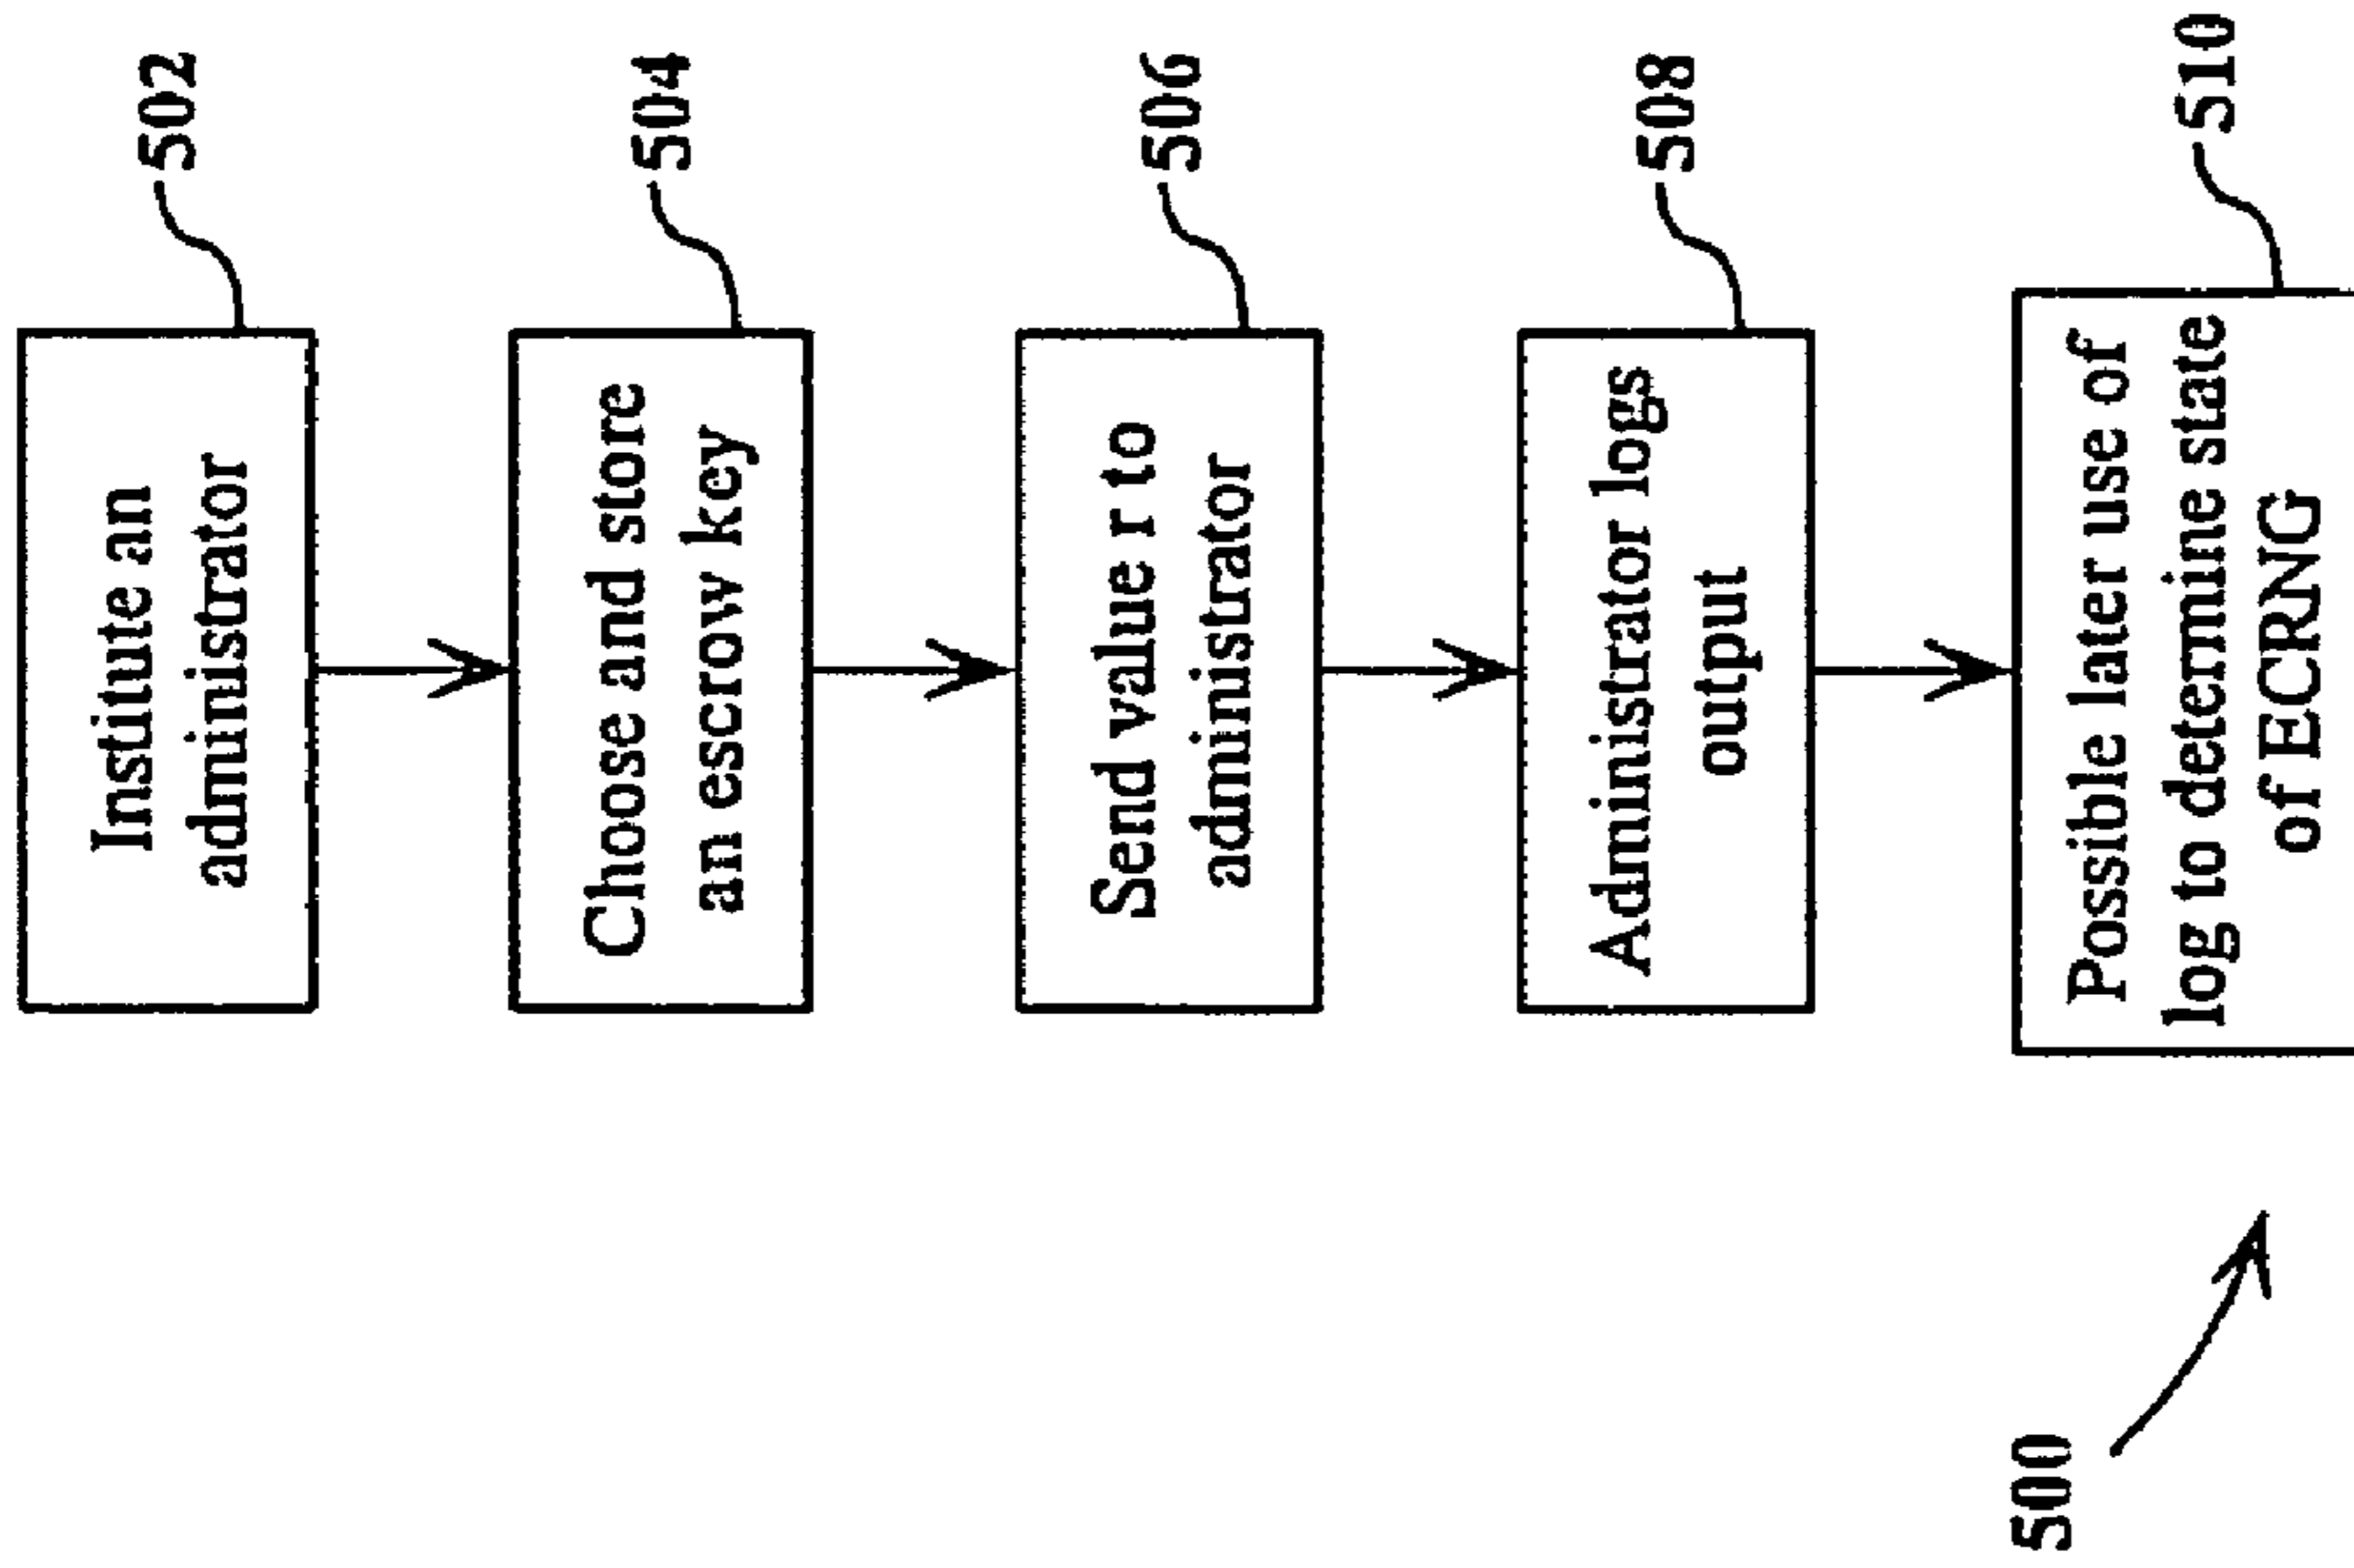 Institute an
administrator
502
Choose and store
an escrow key
504
Send value r to
administrator
506
Administrator logs
output
508
Possible later use of
log to determine state
of ECRNG
510
500